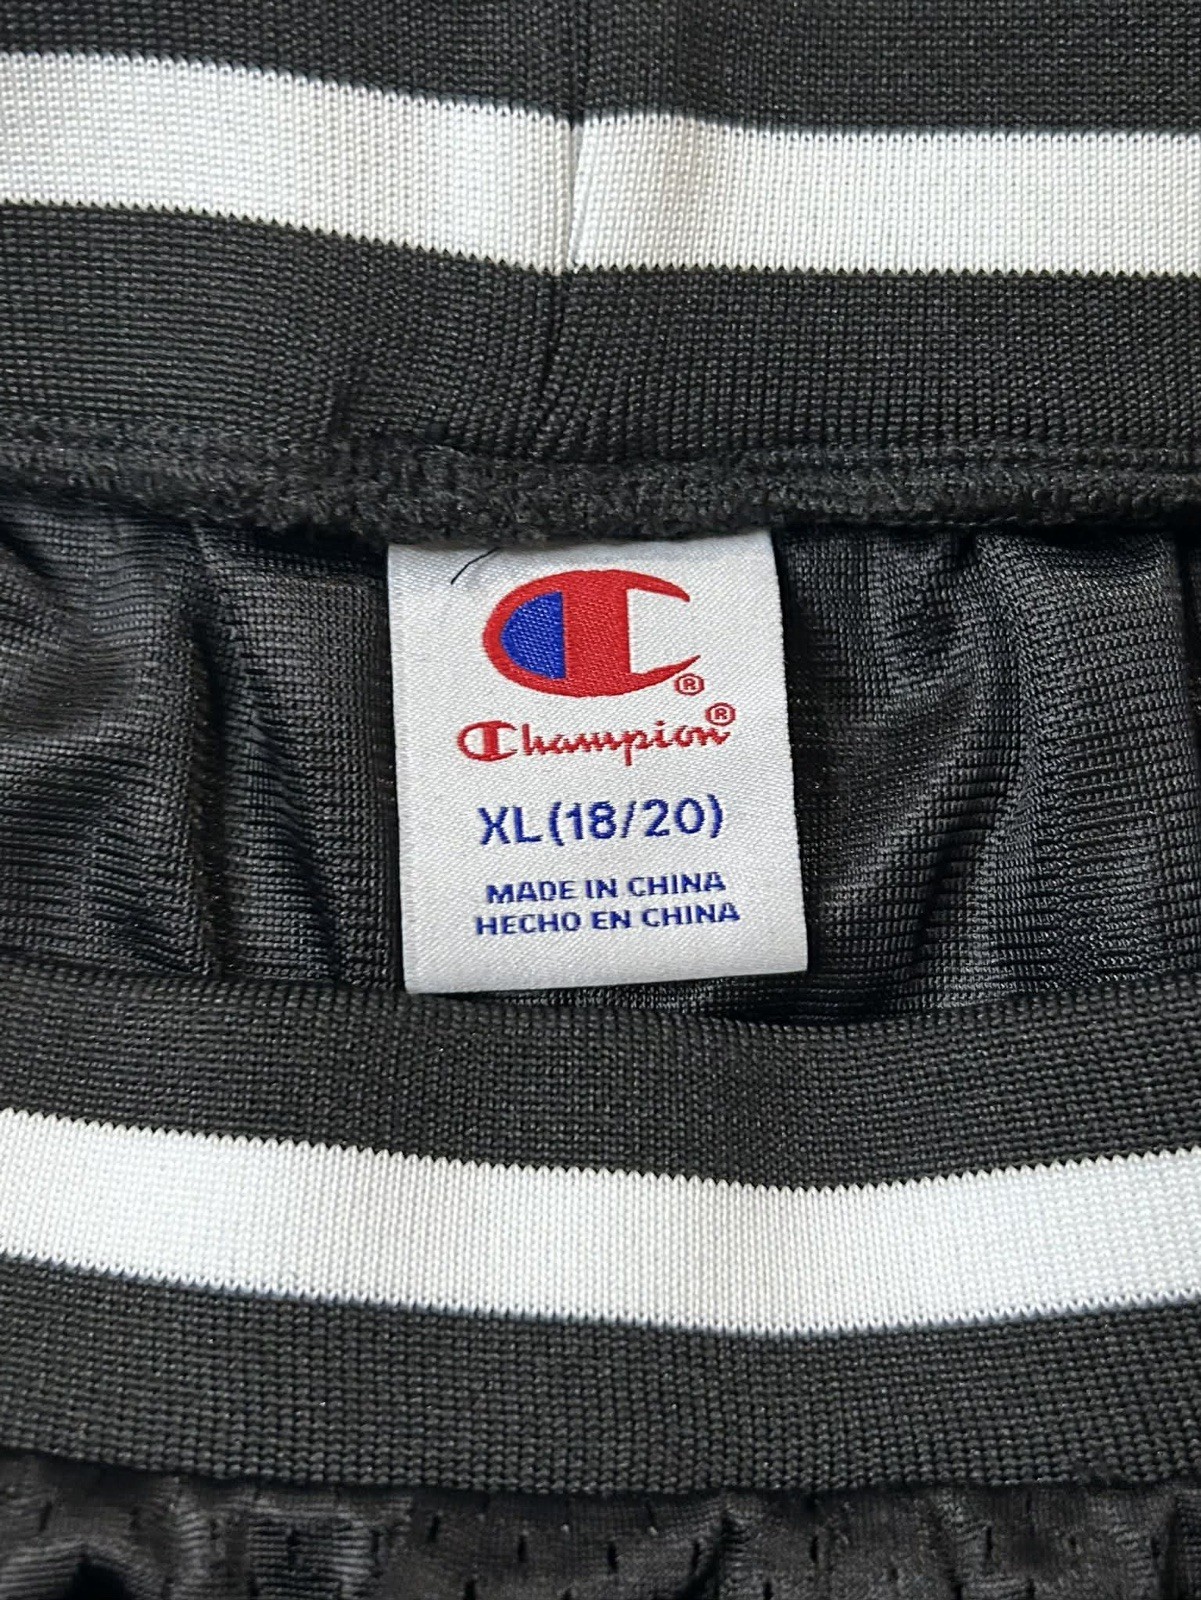 ®
Champion®
XL(18/20)
MADE IN CHINA
HECHO EN CHINA